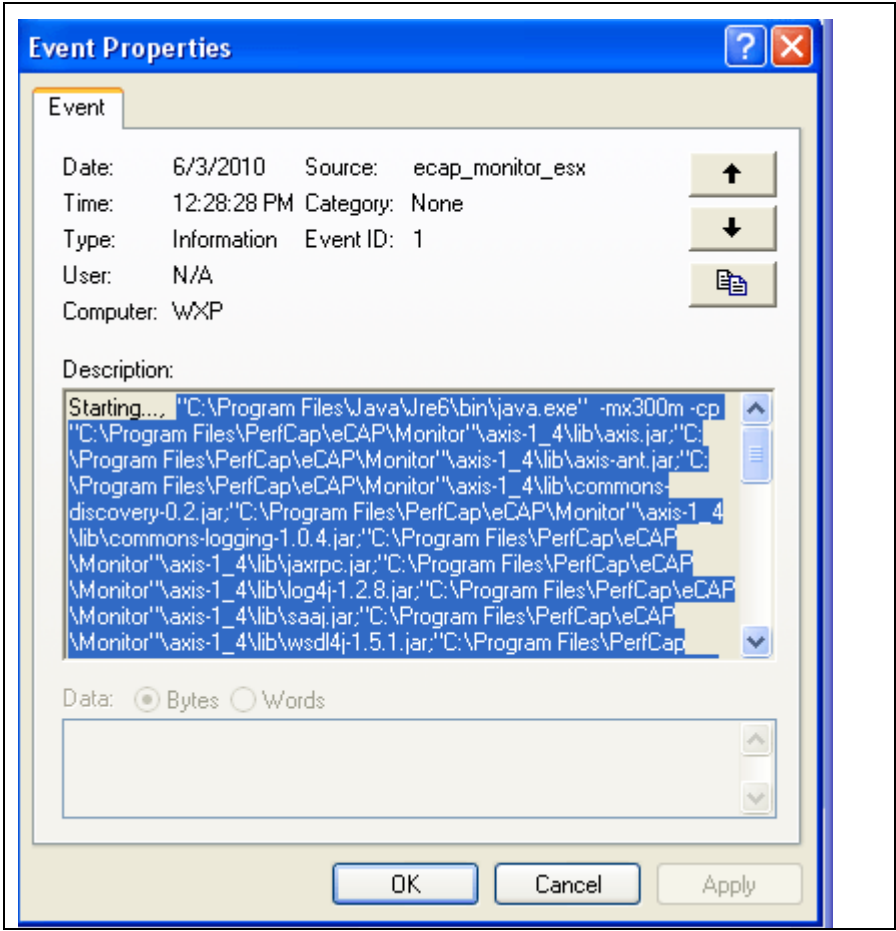 Event Properties
Event
Date: 6/3/2010 Source: ecap_monitor_esx
Time: 12:28:28 PM Category: None
Type: Information Event ID: 1
User: N/A
Computer: WXP
Description:
Starting..., "C:\Program Files\Java\Jre6\bin\java.exe" -mx300m -cp
"C:\Program Files\PerfCap\eCAP\Monitor"\axis-1_4\lib\axis.jar;"C:
\Program Files\PerfCap\eCAP\Monitor"\axis-1_4\lib\axis-ant.jar;"C:
\Program Files\PerfCap\eCAP\Monitor"\axis-1_4\lib\commons-
discovery-0.2.jar;"C:\Program Files\PerfCap\eCAP\Monitor"\axis-1_4
\lib\commons-logging-1.0.4.jar;"C:\Program Files\PerfCap\eCAP
\Monitor"\axis-1_4\lib\jaxrpc.jar;"C:\Program Files\PerfCap\eCAP
\Monitor"\axis-1_4\lib\log4j-1.2.8.jar;"C:\Program Files\PerfCap\eCAP
\Monitor"\axis-1_4\lib\saaj.jar;"C:\Program Files\PerfCap\eCAP
\Monitor"\axis-1_4\lib\wsdl4j-1.5.1.jar;"C:\Program Files\PerfCap
Data: Bytes Words
OK Cancel Apply